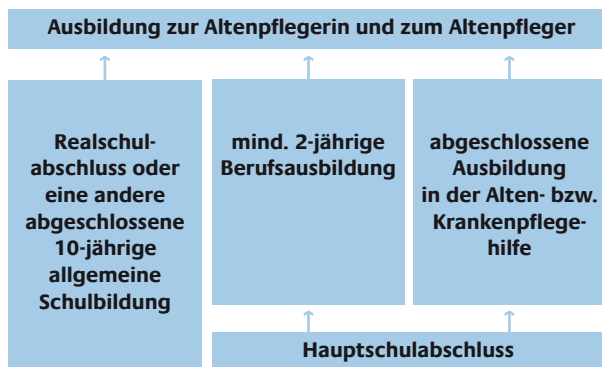 Ausbildung zur Altenpflegerin und zum Altenpfleger
Realschul-
abschluss oder
eine andere
abgeschlossene
10-jährige
allgemeine
Schulbildung
mind. 2-jährige
Berufsausbildung
abgeschlossene
Ausbildung
in der Alten- bzw.
Krankenpflege-
hilfe
Hauptschulabschluss